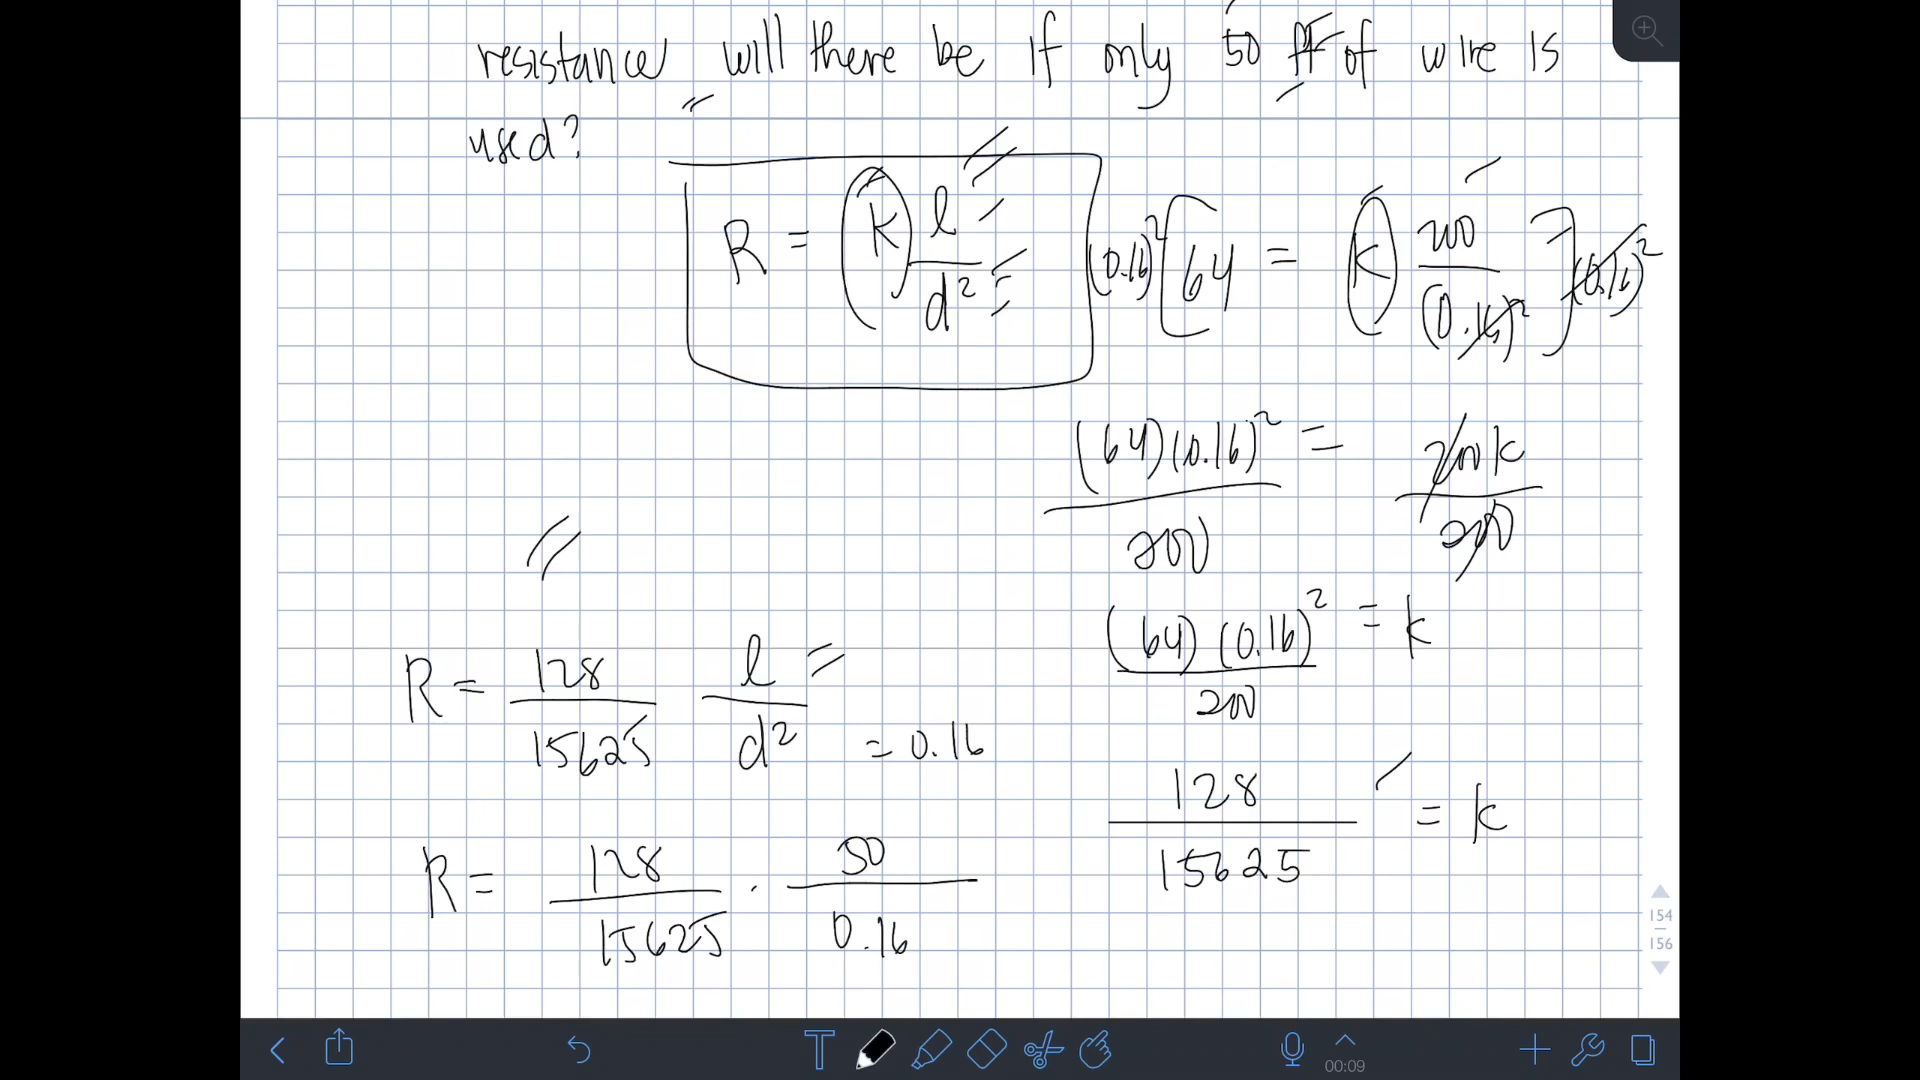 resistance will there be if only 50 ft of wire is
used?
R = k l/d²
(0.16)² [64 = k 200/(0.16)²] (0.16)²
(64)(0.16)²/200 = 200k/200
(64)(0.16)²/200 = k
R = 128/15625 l/d² = 0.16
128/15625 = k
R = 128/15625 · 50/0.16
154
156
T
00:09